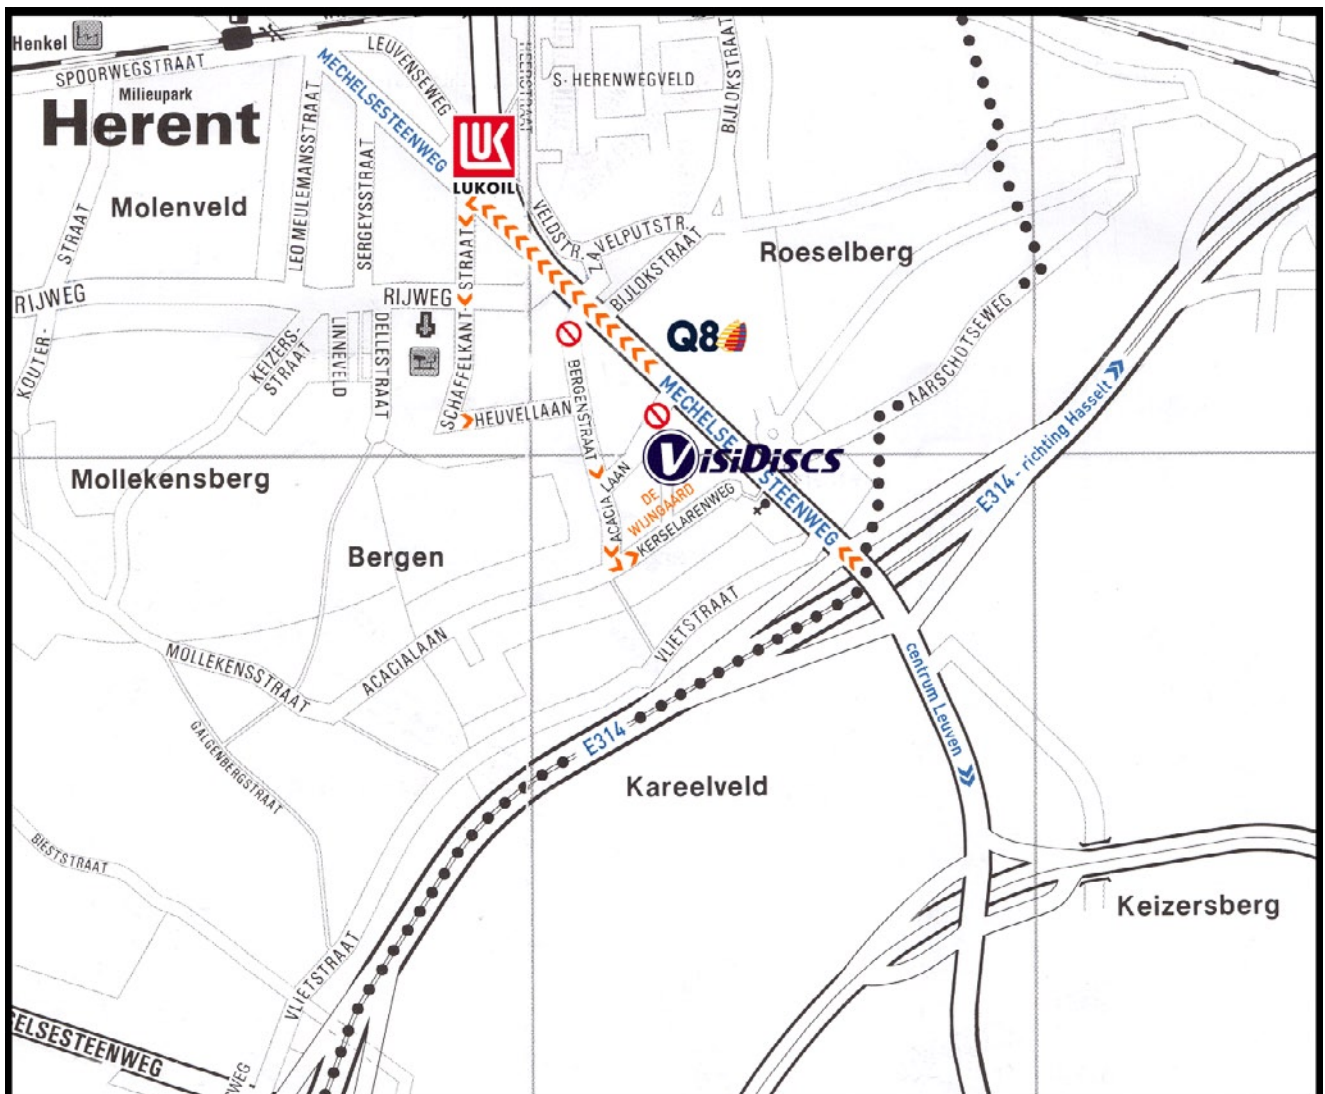 Henkel
SPOORWEGSTRAAT
Milieupark
Herent
Molenveld
LEUVENSEWEG
MECHELSESTEENWEG
S-HERENWEGVELD
BIJLOKSTRAAT
LUK
LUKOIL
LEO MEULEMANSSTRAAT
SERGEYSSTRAAT
STRAAT
VELDSTR.
Z.A. VELPUTSTR.
BIJLOKSTRAAT
Roeselberg
RIJWEG
RIJWEG
KOUTER-
KEIZERS-
STRAAT
LINNEVELD
DELLESTRAAT
SCHAFFELKANT-STRAAT
HEUVELLAAN
BERGENSTRAAT
Q8
AARSCHOTSEWEG
MECHELSE
STEENWEG
VisiDiscs
Mollekensberg
ACACIA LAAN
DE
WIJNGAARD
KERSELARENWEG
E314 - richting Hasselt
Bergen
VLIETSTRAAT
MOLLEKENSSTRAAT
ACACIALAAN
centrum Leuven
E314
GALGENBERGSTRAAT
Kareelveld
BIESTSTRAAT
Keizersberg
VLIETSTRAAT
ELSESTEENWEG
WEG